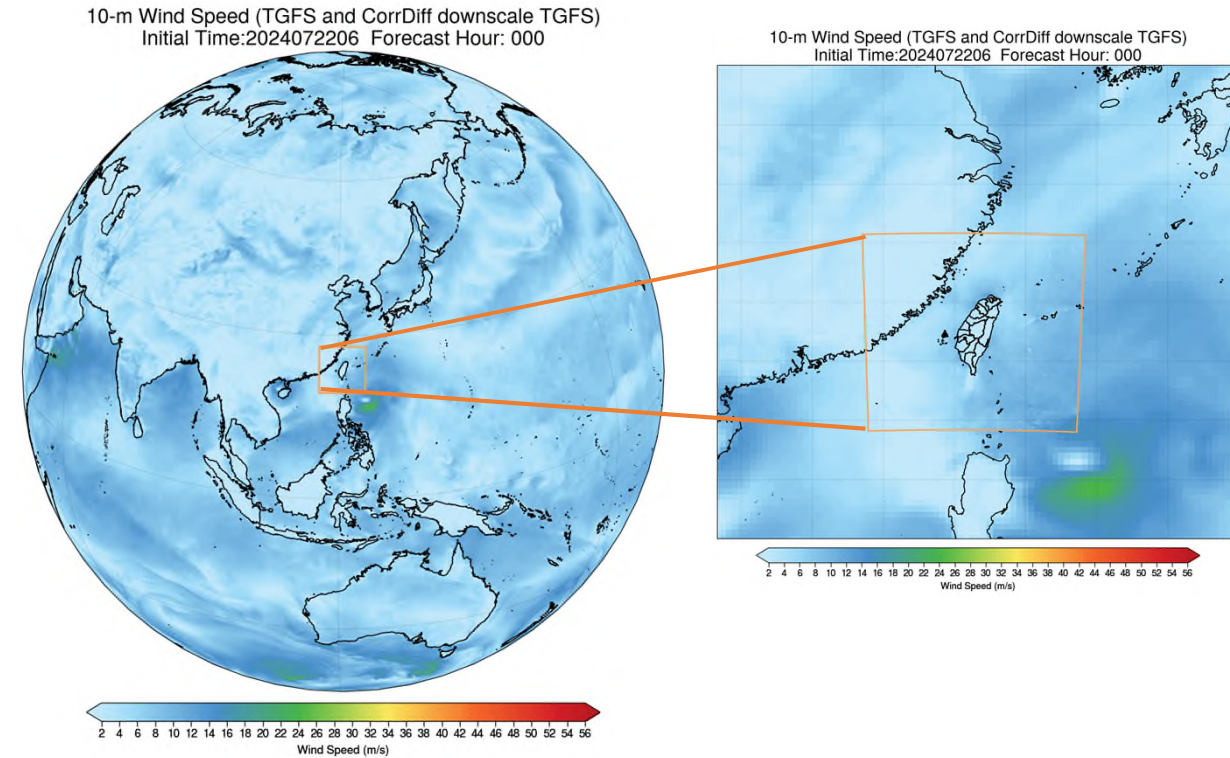 10-m Wind Speed (TGFS and CorrDiff downscale TGFS)
Initial Time:2024072206 Forecast Hour: 000
2 4 6 8 10 12 14 16 18 20 22 24 26 28 30 32 34 36 38 40 42 44 46 48 50 52 54 56
Wind Speed (m/s)
10-m Wind Speed (TGFS and CorrDiff downscale TGFS)
Initial Time:2024072206 Forecast Hour: 000
2 4 6 8 10 12 14 16 18 20 22 24 26 28 30 32 34 36 38 40 42 44 46 48 50 52 54 56
Wind Speed (m/s)